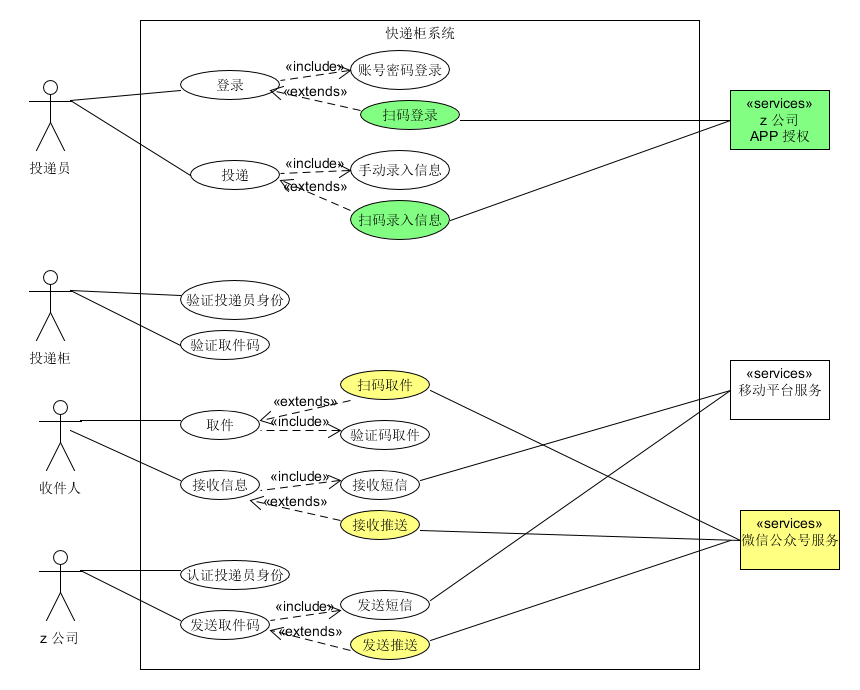 快递柜系统
«include»
账号密码登录
登录
«extends»
扫码登录
«services»
z 公司
APP 授权
投递员
«include»
手动录入信息
投递
«extends»
扫码录入信息
验证投递员身份
验证取件码
投递柜
«services»
移动平台服务
扫码取件
«extends»
取件
«include»
验证码取件
收件人
«include»
接收信息
接收短信
«extends»
接收推送
«services»
微信公众号服务
认证投递员身份
«include»
发送短信
发送取件码
«extends»
发送推送
z 公司